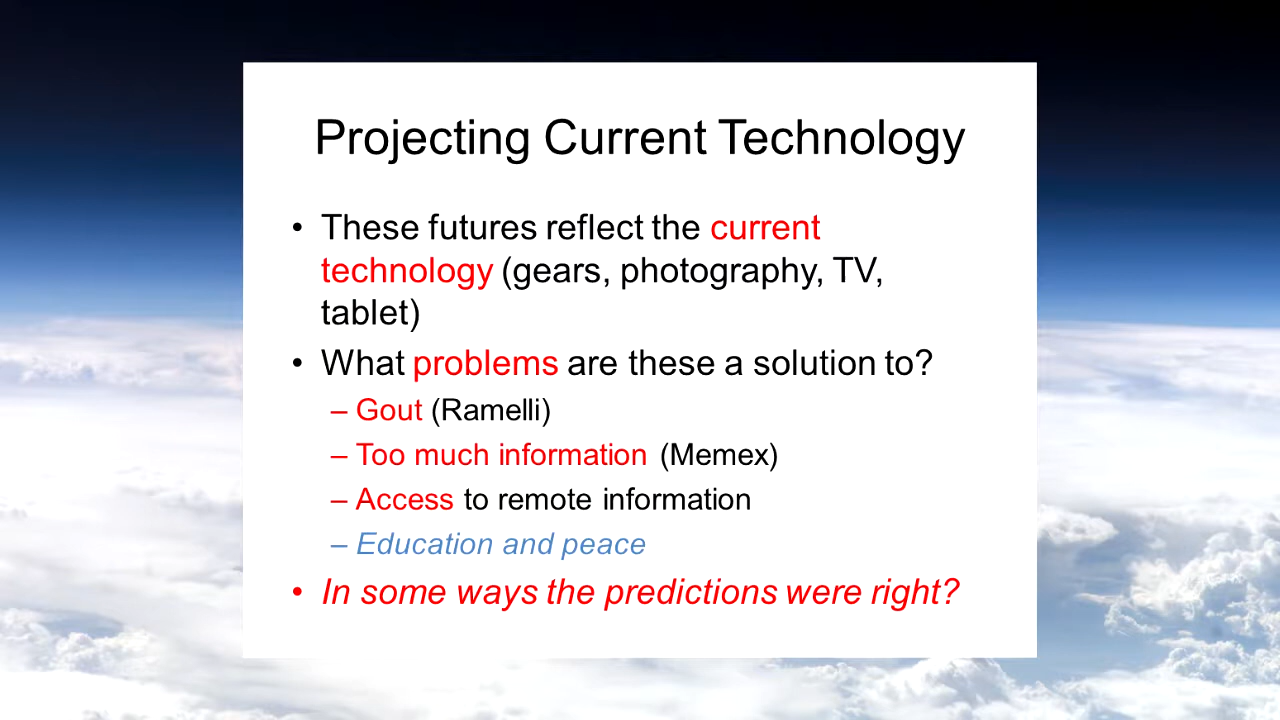 Projecting Current Technology
• These futures reflect the current
technology (gears, photography, TV,
tablet)
• What problems are these a solution to?
– Gout (Ramelli)
– Too much information (Memex)
– Access to remote information
– Education and peace
• In some ways the predictions were right?